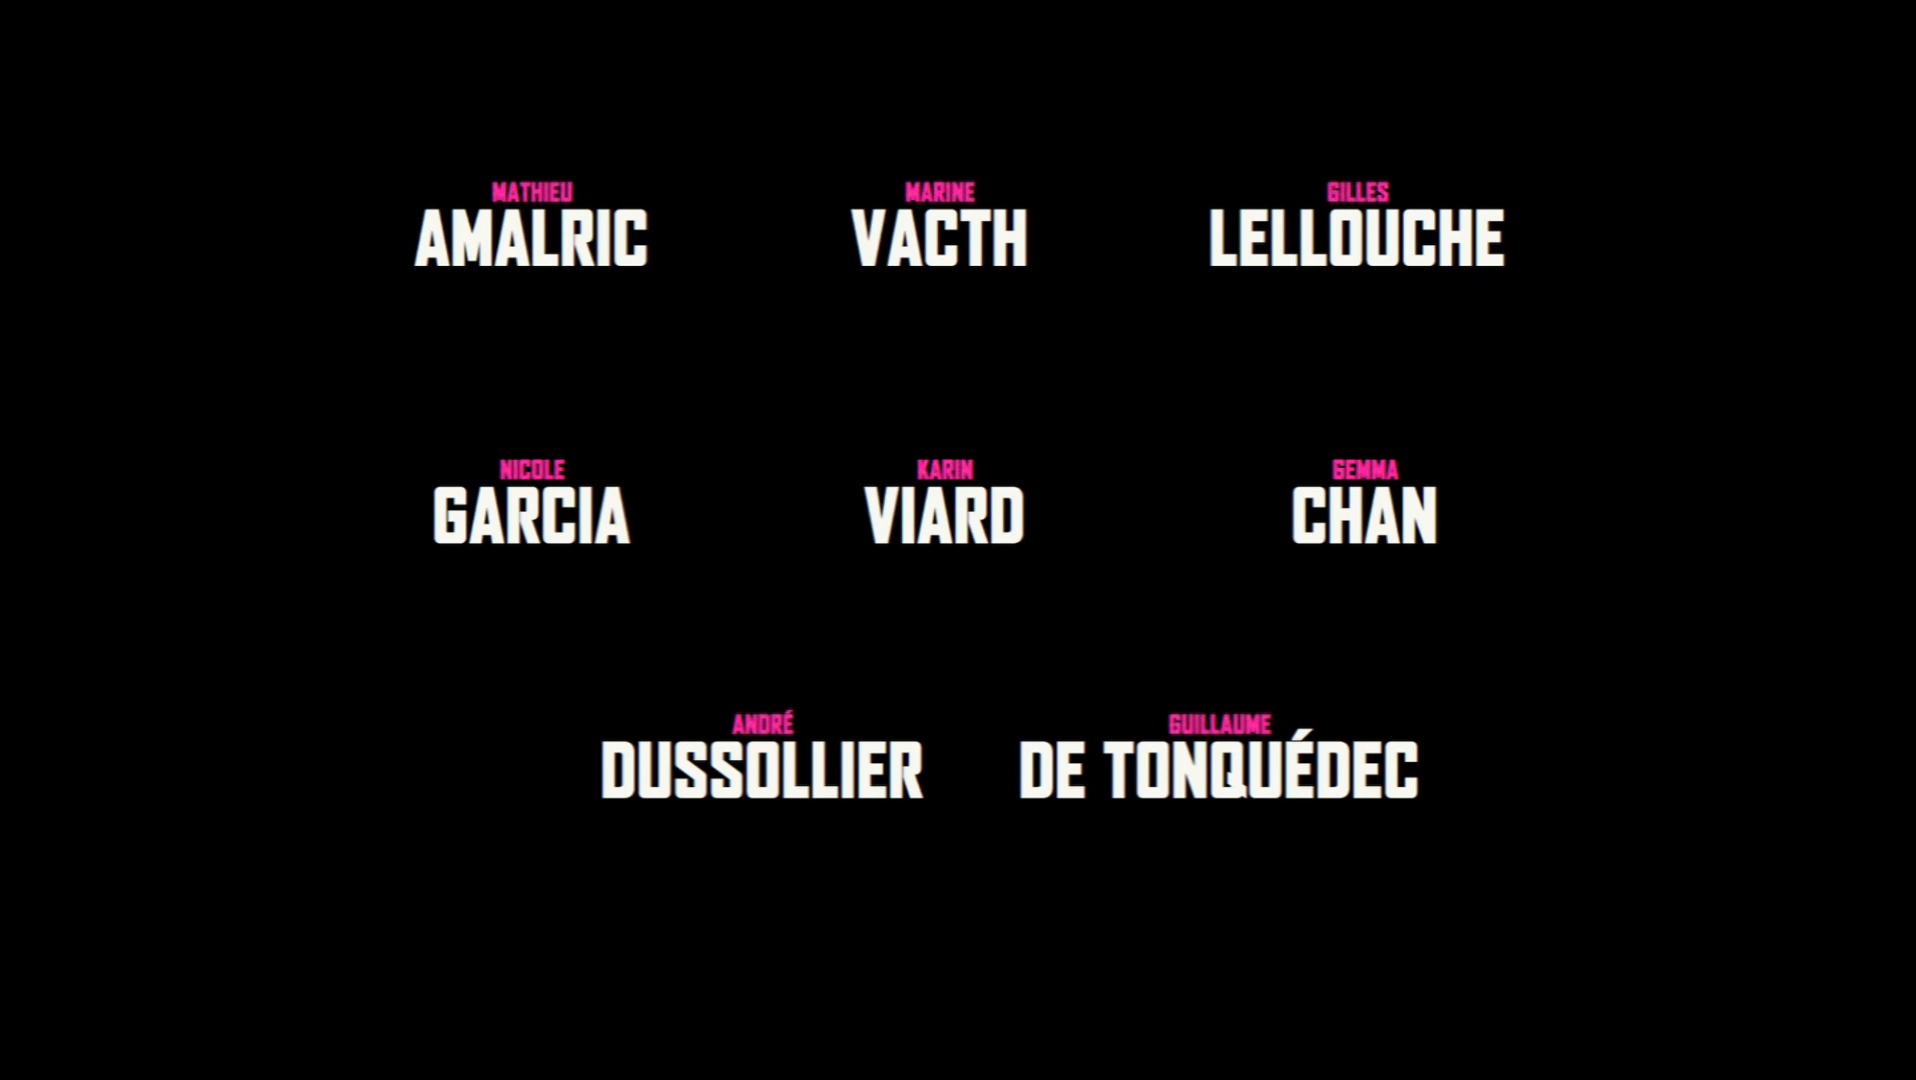 MATHIEU
AMALRIC
MARINE
VACTH
GILLES
LELLOUCHE
NICOLE
GARCIA
KARIN
VIARD
GEMMA
CHAN
ANDRÉ
DUSSOLLIER
GUILLAUME
DE TONQUÉDEC